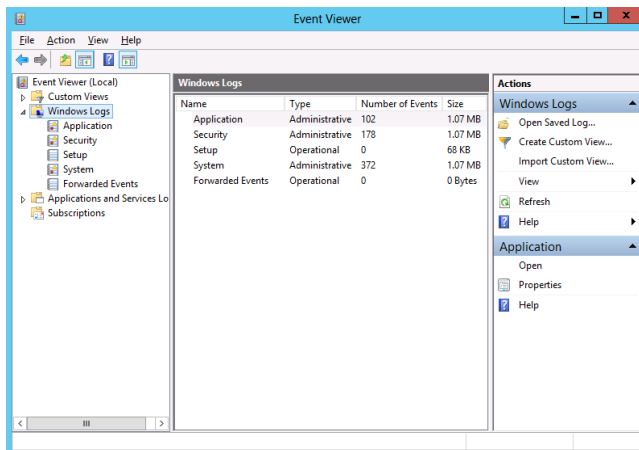 Event Viewer
File Action View Help
Event Viewer (Local)
Custom Views
Windows Logs
Application
Security
Setup
System
Forwarded Events
Applications and Services Lo
Subscriptions
Windows Logs
Name Type Number of Events Size
Application Administrative 102 1.07 MB
Security Administrative 178 1.07 MB
Setup Operational 0 68 KB
System Administrative 372 1.07 MB
Forwarded Events Operational 0 0 Bytes
Actions
Windows Logs
Open Saved Log...
Create Custom View...
Import Custom View...
View
Refresh
Help
Application
Open
Properties
Help